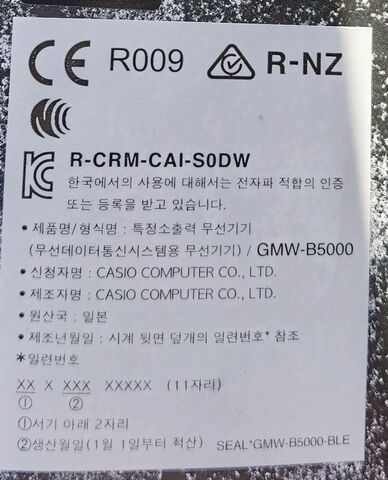 CE R009 R-NZ
R-CRM-CAI-S0DW
한국에서의 사용에 대해서는 전자파 적합의 인증
또는 등록을 받고 있습니다.
• 제품명/형식명 : 특정소출력 무선기기
(무선데이터통신시스템용 무선기기) / GMW-B5000
• 신청자명 : CASIO COMPUTER CO., LTD.
• 제조자명 : CASIO COMPUTER CO., LTD.
• 원산국 : 일본
• 제조년월일 : 시계 뒷면 덮개의 일련번호* 참조
*일련번호
XX X XXX XXXXX (11자리)
① ②
①서기 아래 2자리
②생산월일(1월 1일부터 적산) SEAL*GMW-B5000-BLE